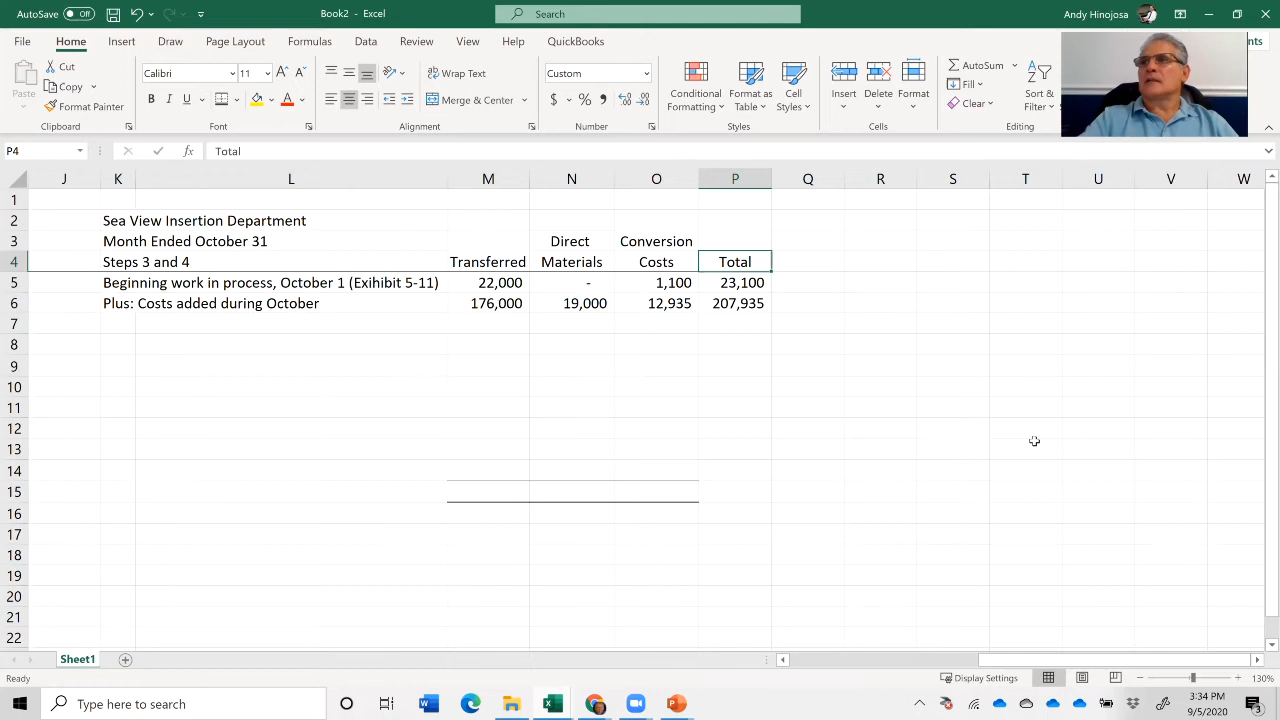 AutoSave Off Book2 - Excel Search Andy Hinojosa
File Home Insert Draw Page Layout Formulas Data Review View Help QuickBooks
Cut Calibri 11 Wrap Text Custom AutoSum
Paste Copy Conditional Format as Cell Insert Delete Format Fill Sort &
Format Painter B I U A Merge & Center $ % , Formatting Table Styles Clear Filter
Clipboard Font Alignment Number Styles Cells Editing
P4 fx Total
J K L M N O P Q R S T U V W
1
2 Sea View Insertion Department
3 Month Ended October 31 Direct Conversion
4 Steps 3 and 4 Transferred Materials Costs Total
5 Beginning work in process, October 1 (Exihibit 5-11) 22,000 - 1,100 23,100
6 Plus: Costs added during October 176,000 19,000 12,935 207,935
7
8
9
10
11
12
13
14
15
16
17
18
19
20
21
22
Sheet1
Ready Display Settings 130%
Type here to search 3:34 PM
9/5/2020 3